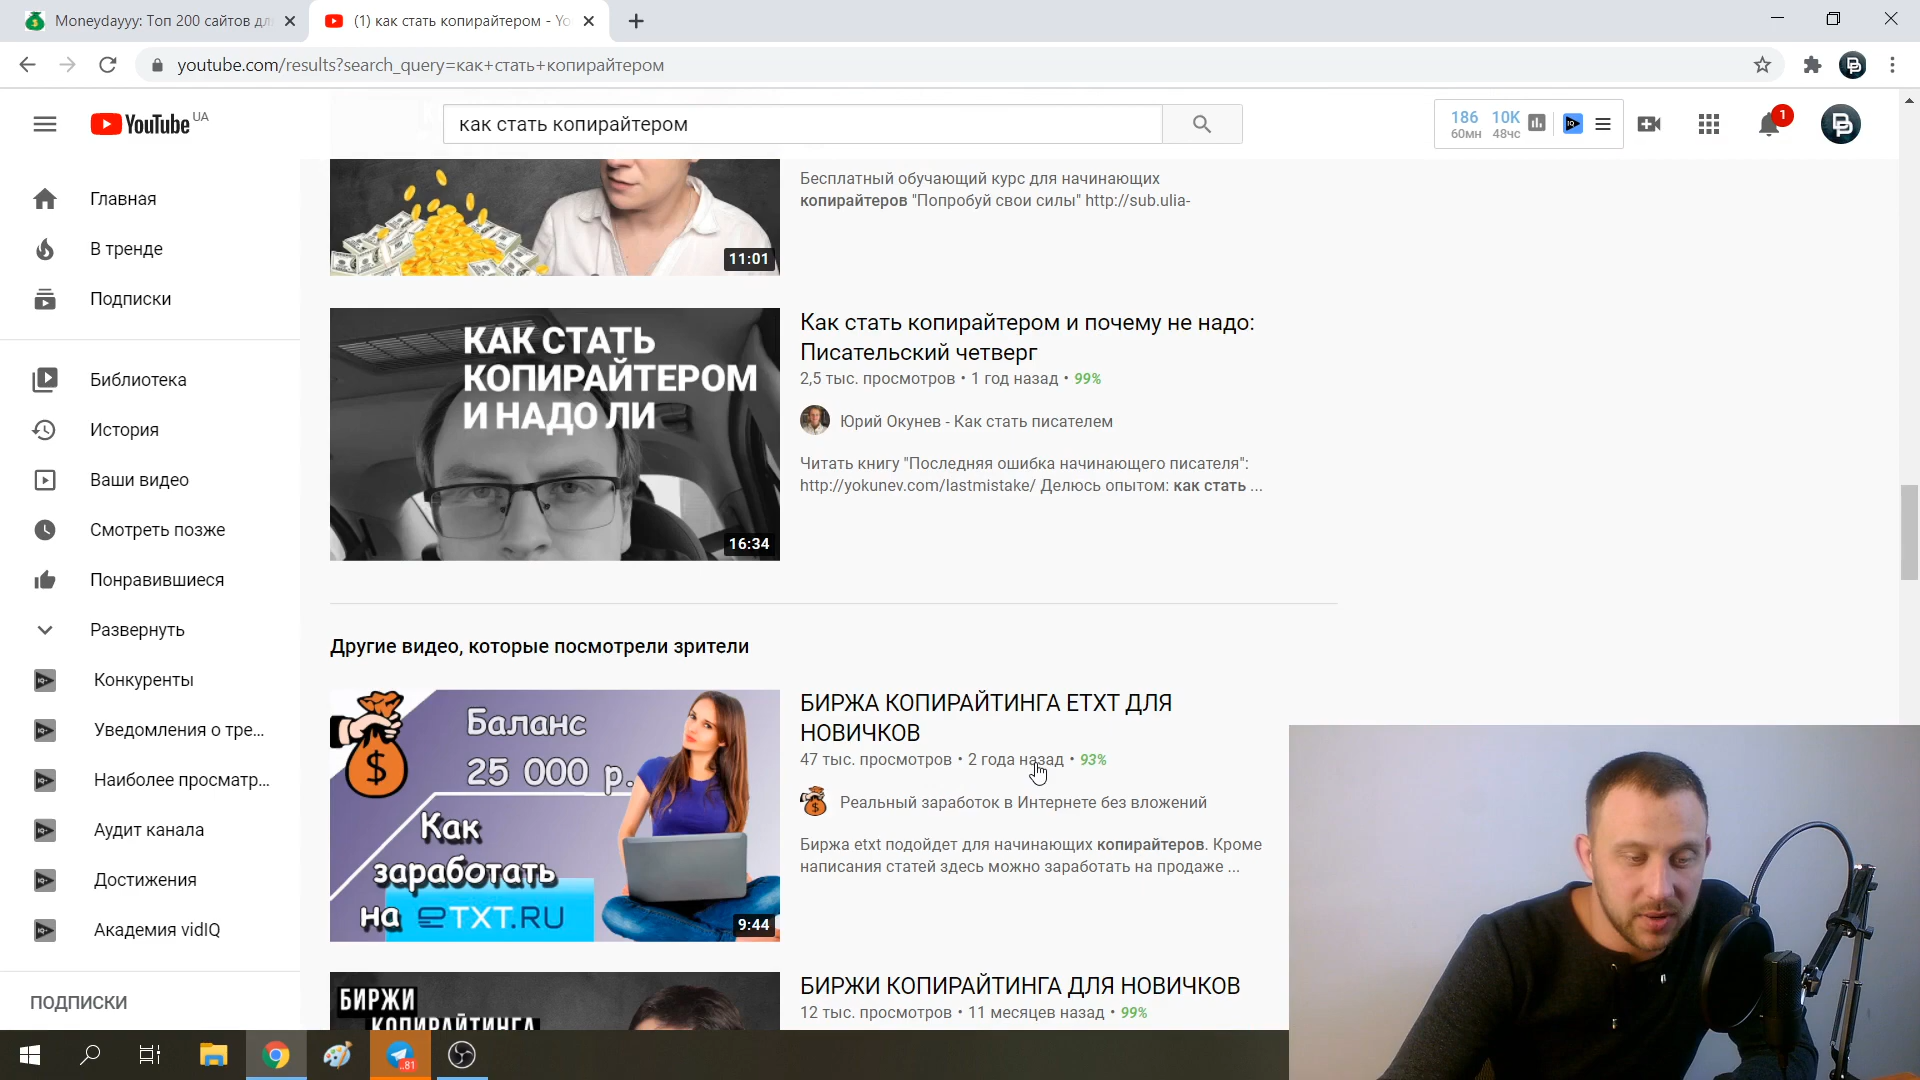 Moneydayyy: Топ 200 сайтов дл
(1) как стать копирайтером - Yo
youtube.com/results?search_query=как+стать+копирайтером
YouTube UA
как стать копирайтером
186 10K
60мн 48чс
1
Главная
В тренде
Подписки
Библиотека
История
Ваши видео
Смотреть позже
Понравившиеся
Развернуть
Конкуренты
Уведомления о тре...
Наиболее просматр...
Аудит канала
Достижения
Академия vidIQ
ПОДПИСКИ
11:01
Бесплатный обучающий курс для начинающих
копирайтеров "Попробуй свои силы" http://sub.ulia-
КАК СТАТЬ
КОПИРАЙТЕРОМ
И НАДО ЛИ
16:34
Как стать копирайтером и почему не надо:
Писательский четверг
2,5 тыс. просмотров • 1 год назад • 99%
Юрий Окунев - Как стать писателем
Читать книгу "Последняя ошибка начинающего писателя":
http://yokunev.com/lastmistake/ Делюсь опытом: как стать ...
Другие видео, которые посмотрели зрители
Баланс
25 000 р.
Как
заработать
на eTXT.RU
9:44
БИРЖА КОПИРАЙТИНГА ETXT ДЛЯ
НОВИЧКОВ
47 тыс. просмотров • 2 года назад • 93%
Реальный заработок в Интернете без вложений
Биржа etxt подойдет для начинающих копирайтеров. Кроме
написания статей здесь можно заработать на продаже ...
БИРЖИ
КОПИРАЙТИНГА
БИРЖИ КОПИРАЙТИНГА ДЛЯ НОВИЧКОВ
12 тыс. просмотров • 11 месяцев назад • 99%
..81